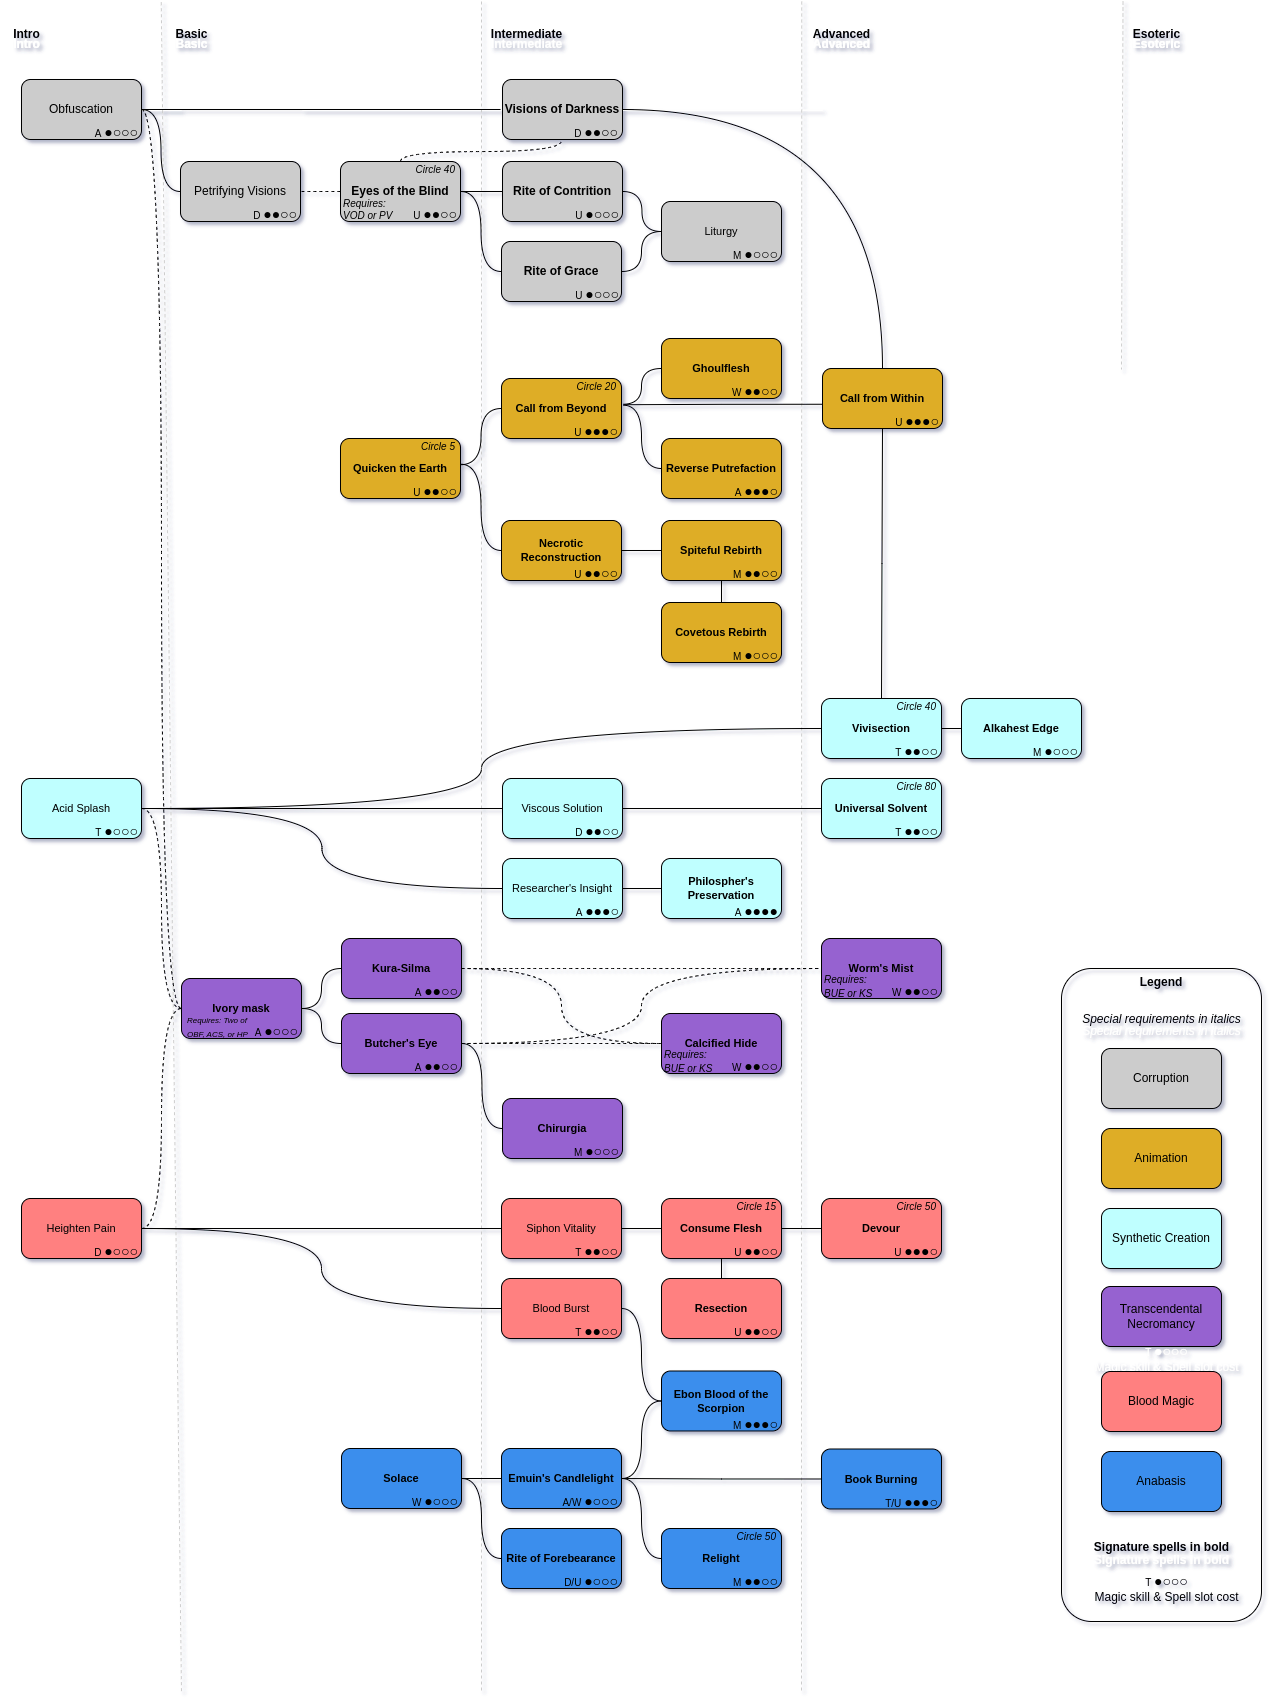 Intro
Basic
Intermediate
Advanced
Esoteric
Obfuscation
A ●○○○
Visions of Darkness
D ●●○○
Petrifying Visions
D ●●○○
Circle 40
Eyes of the Blind
Requires:
VOD or PV
U ●●○○
Rite of Contrition
U ●○○○
Liturgy
M ●○○○
Rite of Grace
U ●○○○
Ghoulflesh
W ●●○○
Circle 20
Call from Beyond
U ●●●○
Call from Within
U ●●●○
Circle 5
Quicken the Earth
U ●●○○
Reverse Putrefaction
A ●●●○
Necrotic
Reconstruction
U ●●○○
Spiteful Rebirth
M ●●○○
Covetous Rebirth
M ●○○○
Circle 40
Vivisection
T ●●○○
Alkahest Edge
M ●○○○
Acid Splash
T ●○○○
Viscous Solution
D ●●○○
Circle 80
Universal Solvent
T ●●○○
Researcher's Insight
A ●●●○
Philospher's
Preservation
A ●●●●
Kura-Silma
A ●●○○
Worm's Mist
Requires:
BUE or KS
W ●●○○
Ivory mask
Requires: Two of
OBF, ACS, or HP
A ●○○○
Butcher's Eye
A ●●○○
Calcified Hide
Requires:
BUE or KS
W ●●○○
Chirurgia
M ●○○○
Heighten Pain
D ●○○○
Siphon Vitality
T ●●○○
Circle 15
Consume Flesh
U ●●○○
Circle 50
Devour
U ●●●○
Blood Burst
T ●●○○
Resection
U ●●○○
Ebon Blood of the
Scorpion
M ●●●○
Solace
W ●○○○
Emuin's Candlelight
A/W ●○○○
Book Burning
T/U ●●●○
Rite of Forebearance
D/U ●○○○
Circle 50
Relight
M ●●○○
Legend
Special requirements in italics
Corruption
Animation
Synthetic Creation
Transcendental
Necromancy
Blood Magic
Anabasis
Signature spells in bold
T ●○○○
Magic skill & Spell slot cost